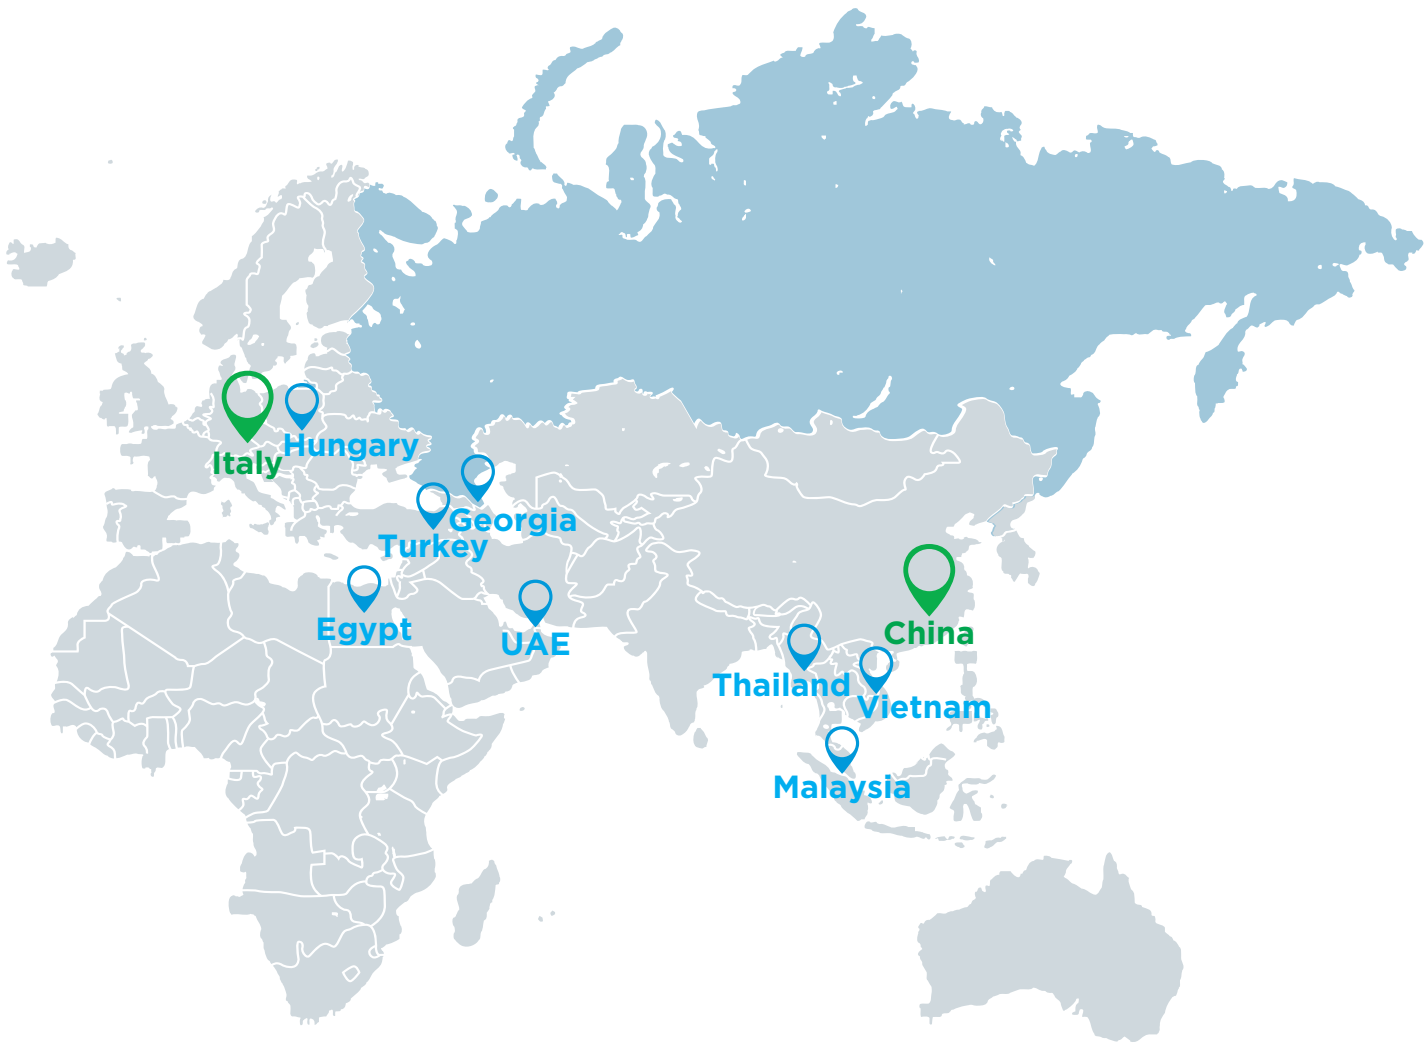 Hungary
Italy
Georgia
Turkey
Egypt
UAE
China
Thailand
Vietnam
Malaysia